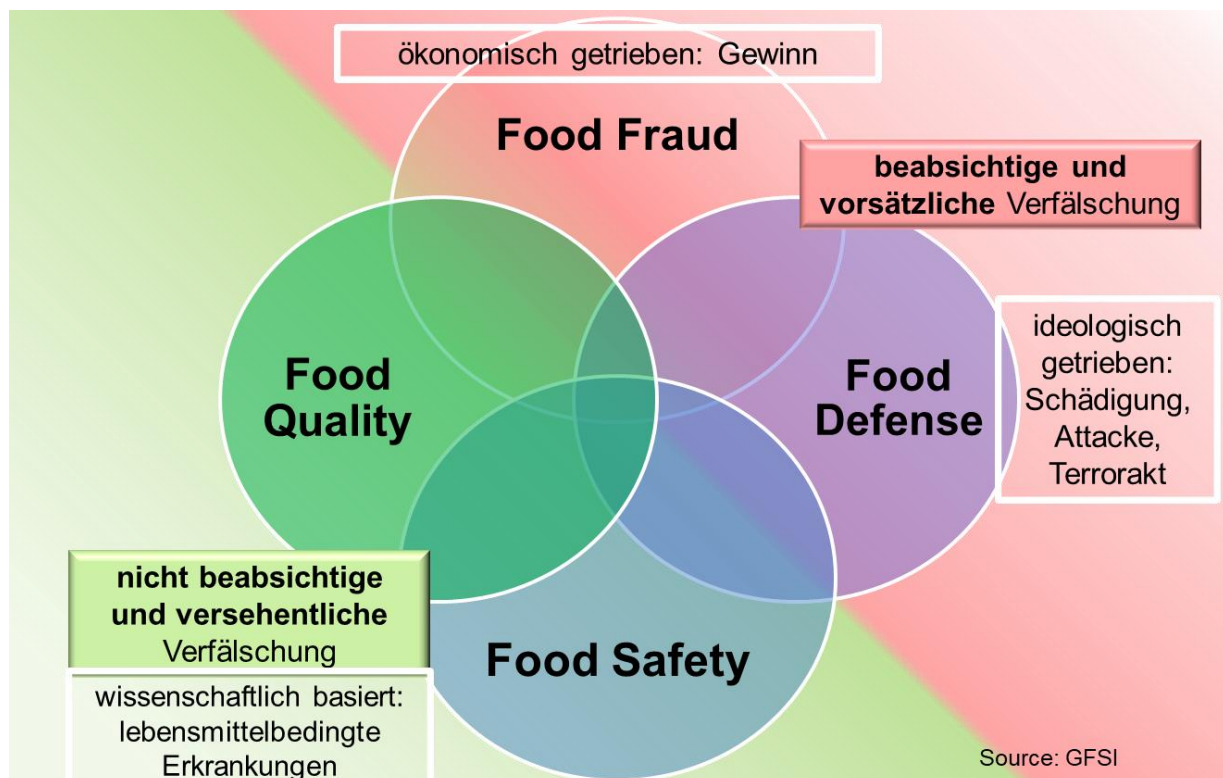 ökonomisch getrieben: Gewinn
Food Fraud
beabsichtige und
vorsätzliche Verfälschung
Food
Quality
Food
Defense
ideologisch
getrieben:
Schädigung,
Attacke,
Terrorakt
nicht beabsichtige
und versehentliche
Verfälschung
Food Safety
wissenschaftlich basiert:
lebensmittelbedingte
Erkrankungen
Source: GFSI